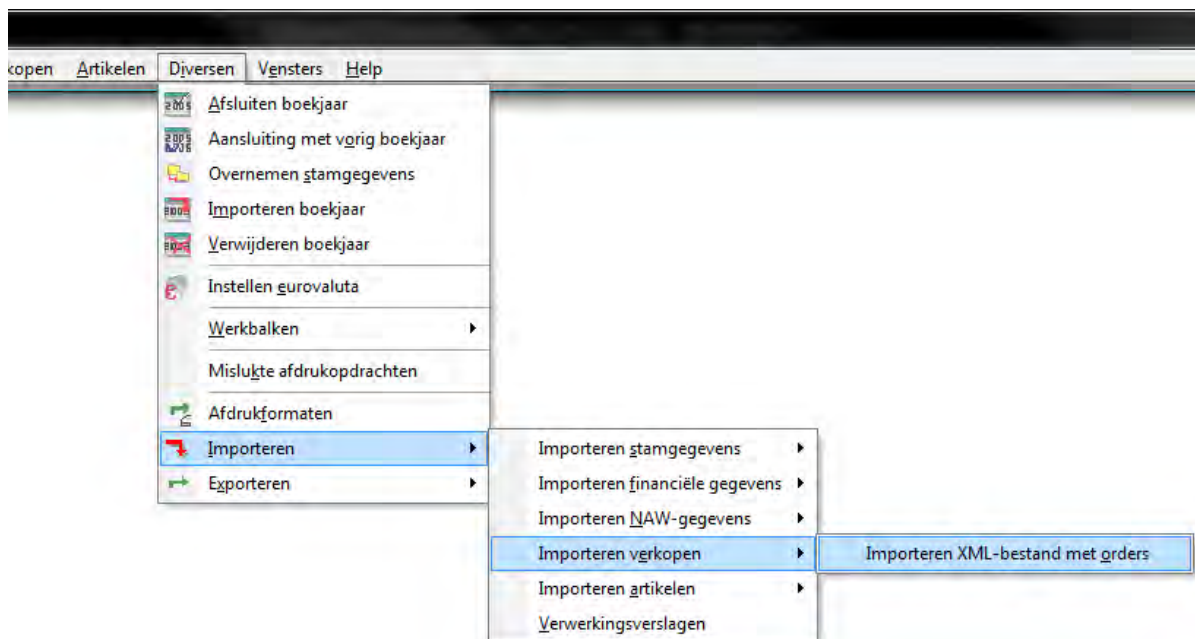 kopen Artikelen Diversen Vensters Help
Afsluiten boekjaar
Aansluiting met vorig boekjaar
Overnemen stamgegevens
Importeren boekjaar
Verwijderen boekjaar
Instellen eurovaluta
Werkbalken
Mislukte afdrukopdrachten
Afdrukformaten
Importeren
Exporteren
Importeren stamgegevens
Importeren financiële gegevens
Importeren NAW-gegevens
Importeren verkopen
Importeren artikelen
Verwerkingsverslagen
Importeren XML-bestand met orders